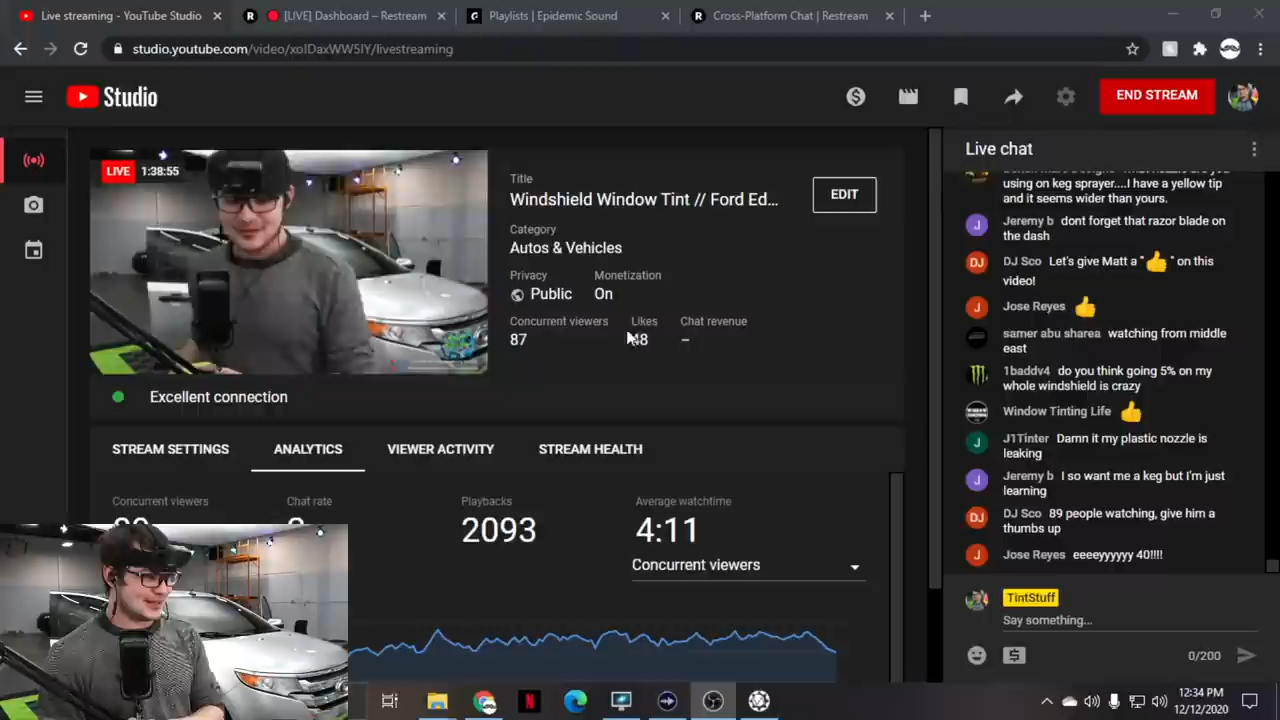 Live streaming - YouTube Studio
[LIVE] Dashboard – Restream
Playlists | Epidemic Sound
Cross-Platform Chat | Restream
studio.youtube.com/video/xoIDaxWW5IY/livestreaming
Studio
END STREAM
LIVE 1:38:55
Title
Windshield Window Tint // Ford Ed...
EDIT
Category
Autos & Vehicles
Privacy
Monetization
Public
On
Concurrent viewers
Likes
Chat revenue
87
48
–
Excellent connection
STREAM SETTINGS
ANALYTICS
VIEWER ACTIVITY
STREAM HEALTH
Concurrent viewers
Chat rate
Playbacks
Average watchtime
2093
4:11
Concurrent viewers
Live chat
using on keg sprayer....I have a yellow tip
and it seems wider than yours.
Jeremy b dont forget that razor blade on
the dash
DJ Sco Let's give Matt a "👍" on this
video!
Jose Reyes 👍
samer abu sharea watching from middle
east
1baddv4 do you think going 5% on my
whole windshield is crazy
Window Tinting Life 👍
J1Tinter Damn it my plastic nozzle is
leaking
Jeremy b I so want me a keg but I'm just
learning
DJ Sco 89 people watching, give him a
thumbs up
Jose Reyes eeeeyyyyyy 40!!!!
TintStuff
Say something...
0/200
12:34 PM
12/12/2020